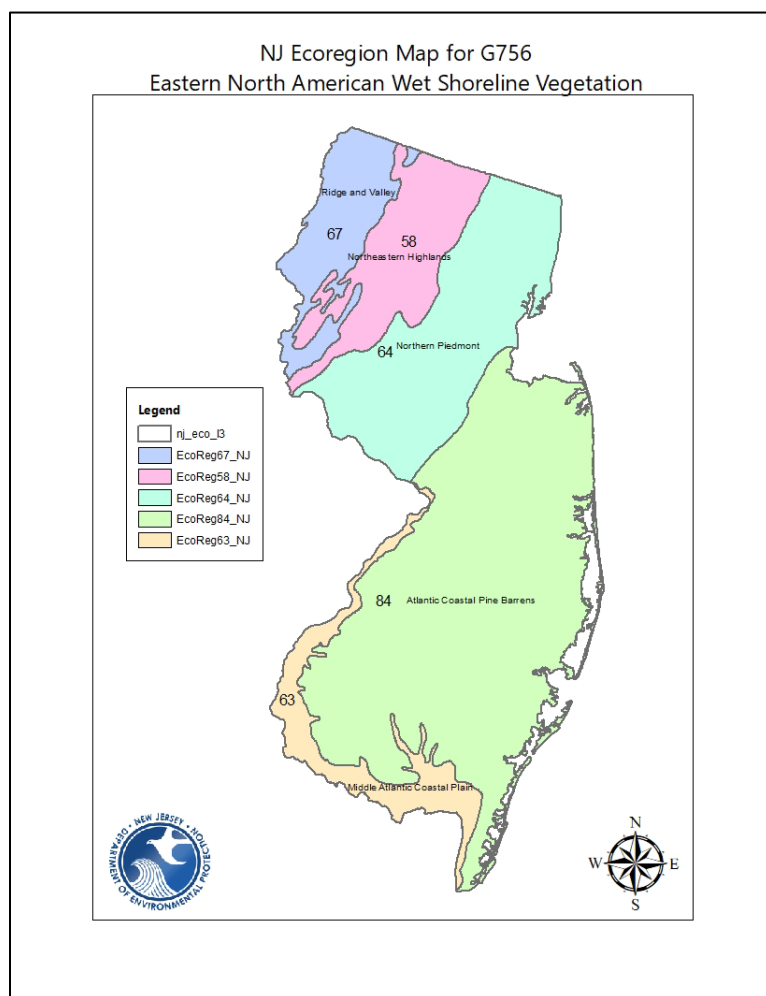 NJ Ecoregion Map for G756
Eastern North American Wet Shoreline Vegetation
Ridge and Valley
67
58
Northeastern Highlands
64
Northern Piedmont
Legend
nj_eco_l3
EcoReg67_NJ
EcoReg58_NJ
EcoReg64_NJ
EcoReg84_NJ
EcoReg63_NJ
84
Atlantic Coastal Pine Barrens
63
Middle Atlantic Coastal Plain
NEW JERSEY
DEPARTMENT OF ENVIRONMENTAL PROTECTION
N
W
E
S